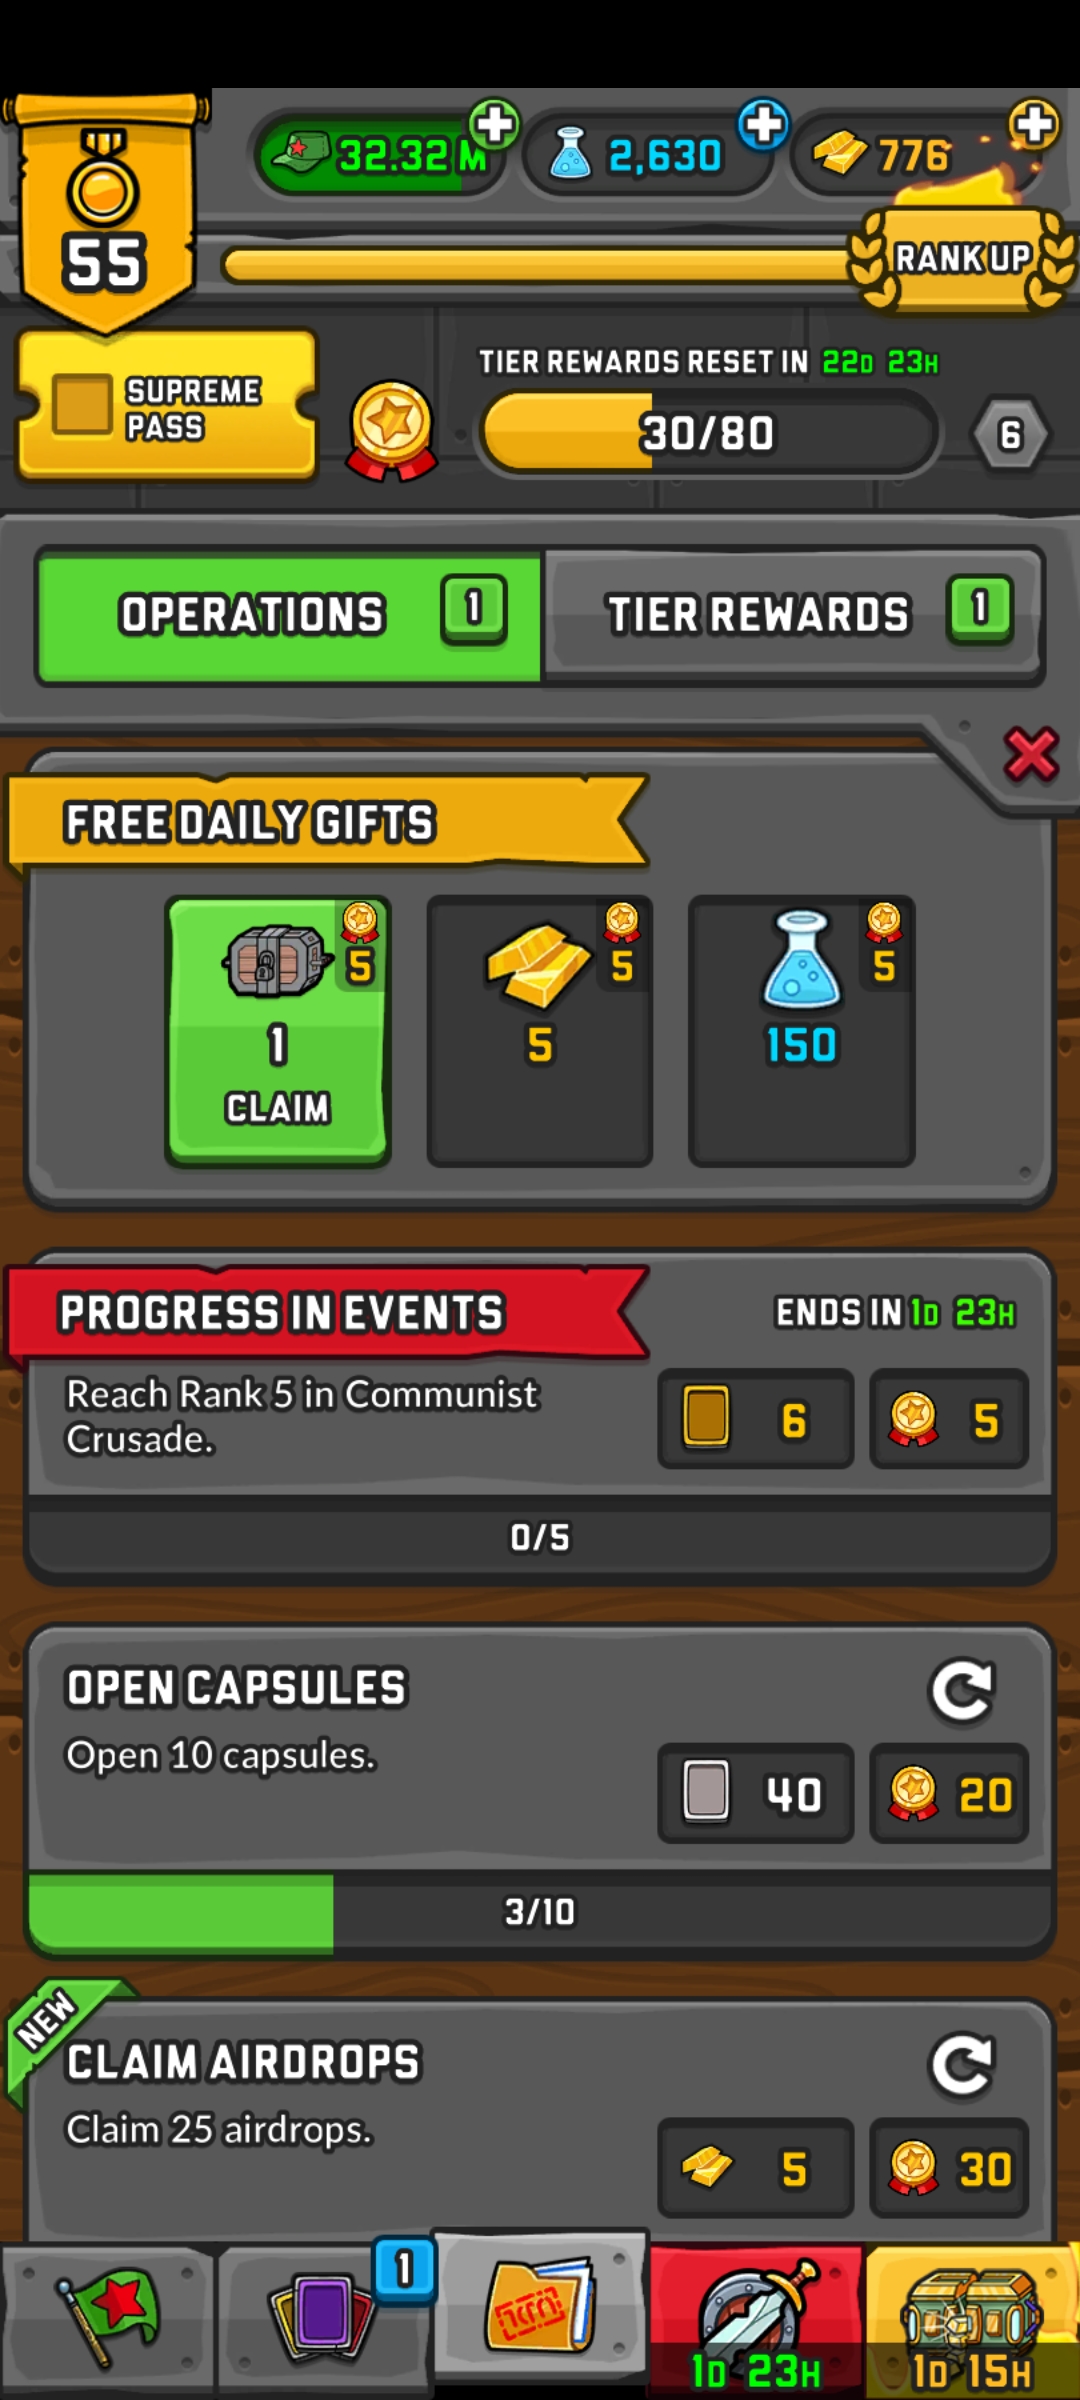 32.32 M
2,630
776
55
RANK UP
SUPREME
PASS
TIER REWARDS RESET IN 22D 23H
30/80
6
OPERATIONS 1
TIER REWARDS 1
FREE DAILY GIFTS
5
5
5
1
5
150
CLAIM
PROGRESS IN EVENTS
ENDS IN 1D 23H
Reach Rank 5 in Communist
Crusade.
6
5
0/5
OPEN CAPSULES
Open 10 capsules.
40
20
3/10
NEW
CLAIM AIRDROPS
Claim 25 airdrops.
5
30
1
1D 23H
1D 15H